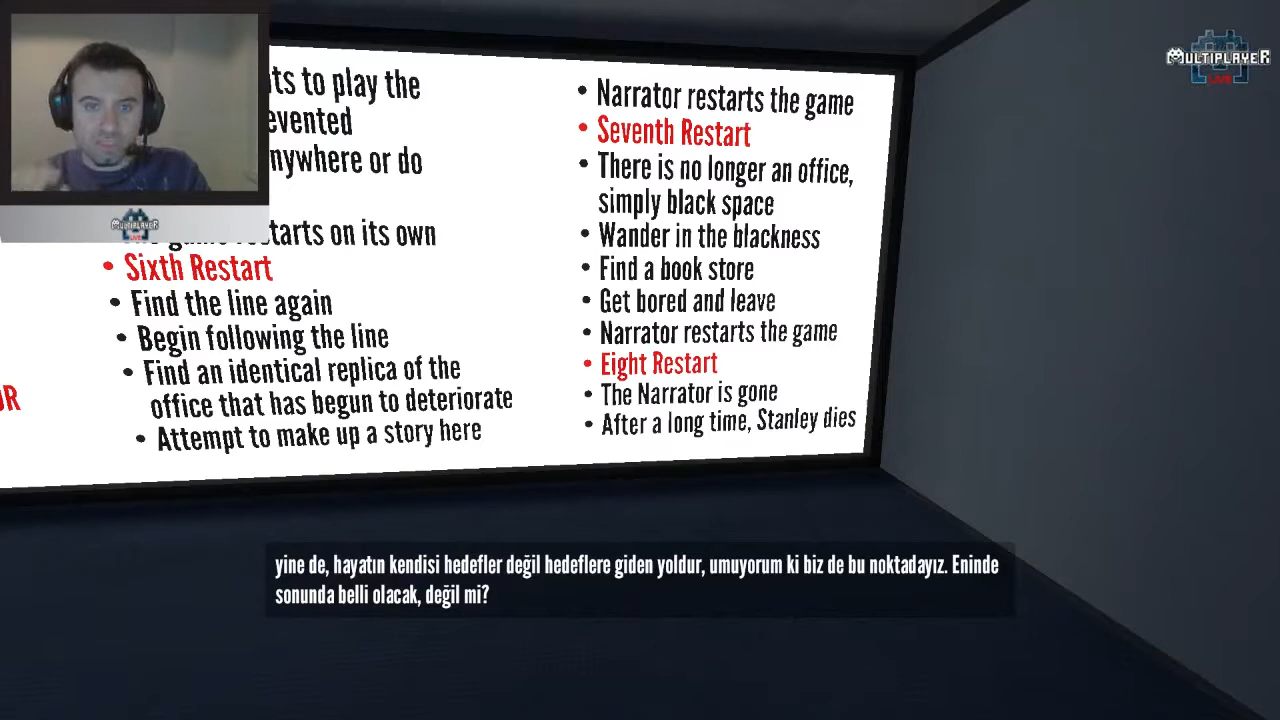 MULTIPLAYER
LIVE
MULTIPLAYER
LIVE
to play the
anywhere or do
game restarts on its own
• Sixth Restart
• Find the line again
• Begin following the line
• Find an identical replica of the
office that has begun to deteriorate
• Attempt to make up a story here
• Narrator restarts the game
• Seventh Restart
• There is no longer an office,
simply black space
• Wander in the blackness
• Find a book store
• Get bored and leave
• Narrator restarts the game
• Eight Restart
• The Narrator is gone
• After a long time, Stanley dies
yine de, hayatın kendisi hedefler değil hedeflere giden yoldur, umuyorum ki biz de bu noktadayız. Eninde
sonunda belli olacak, değil mi?